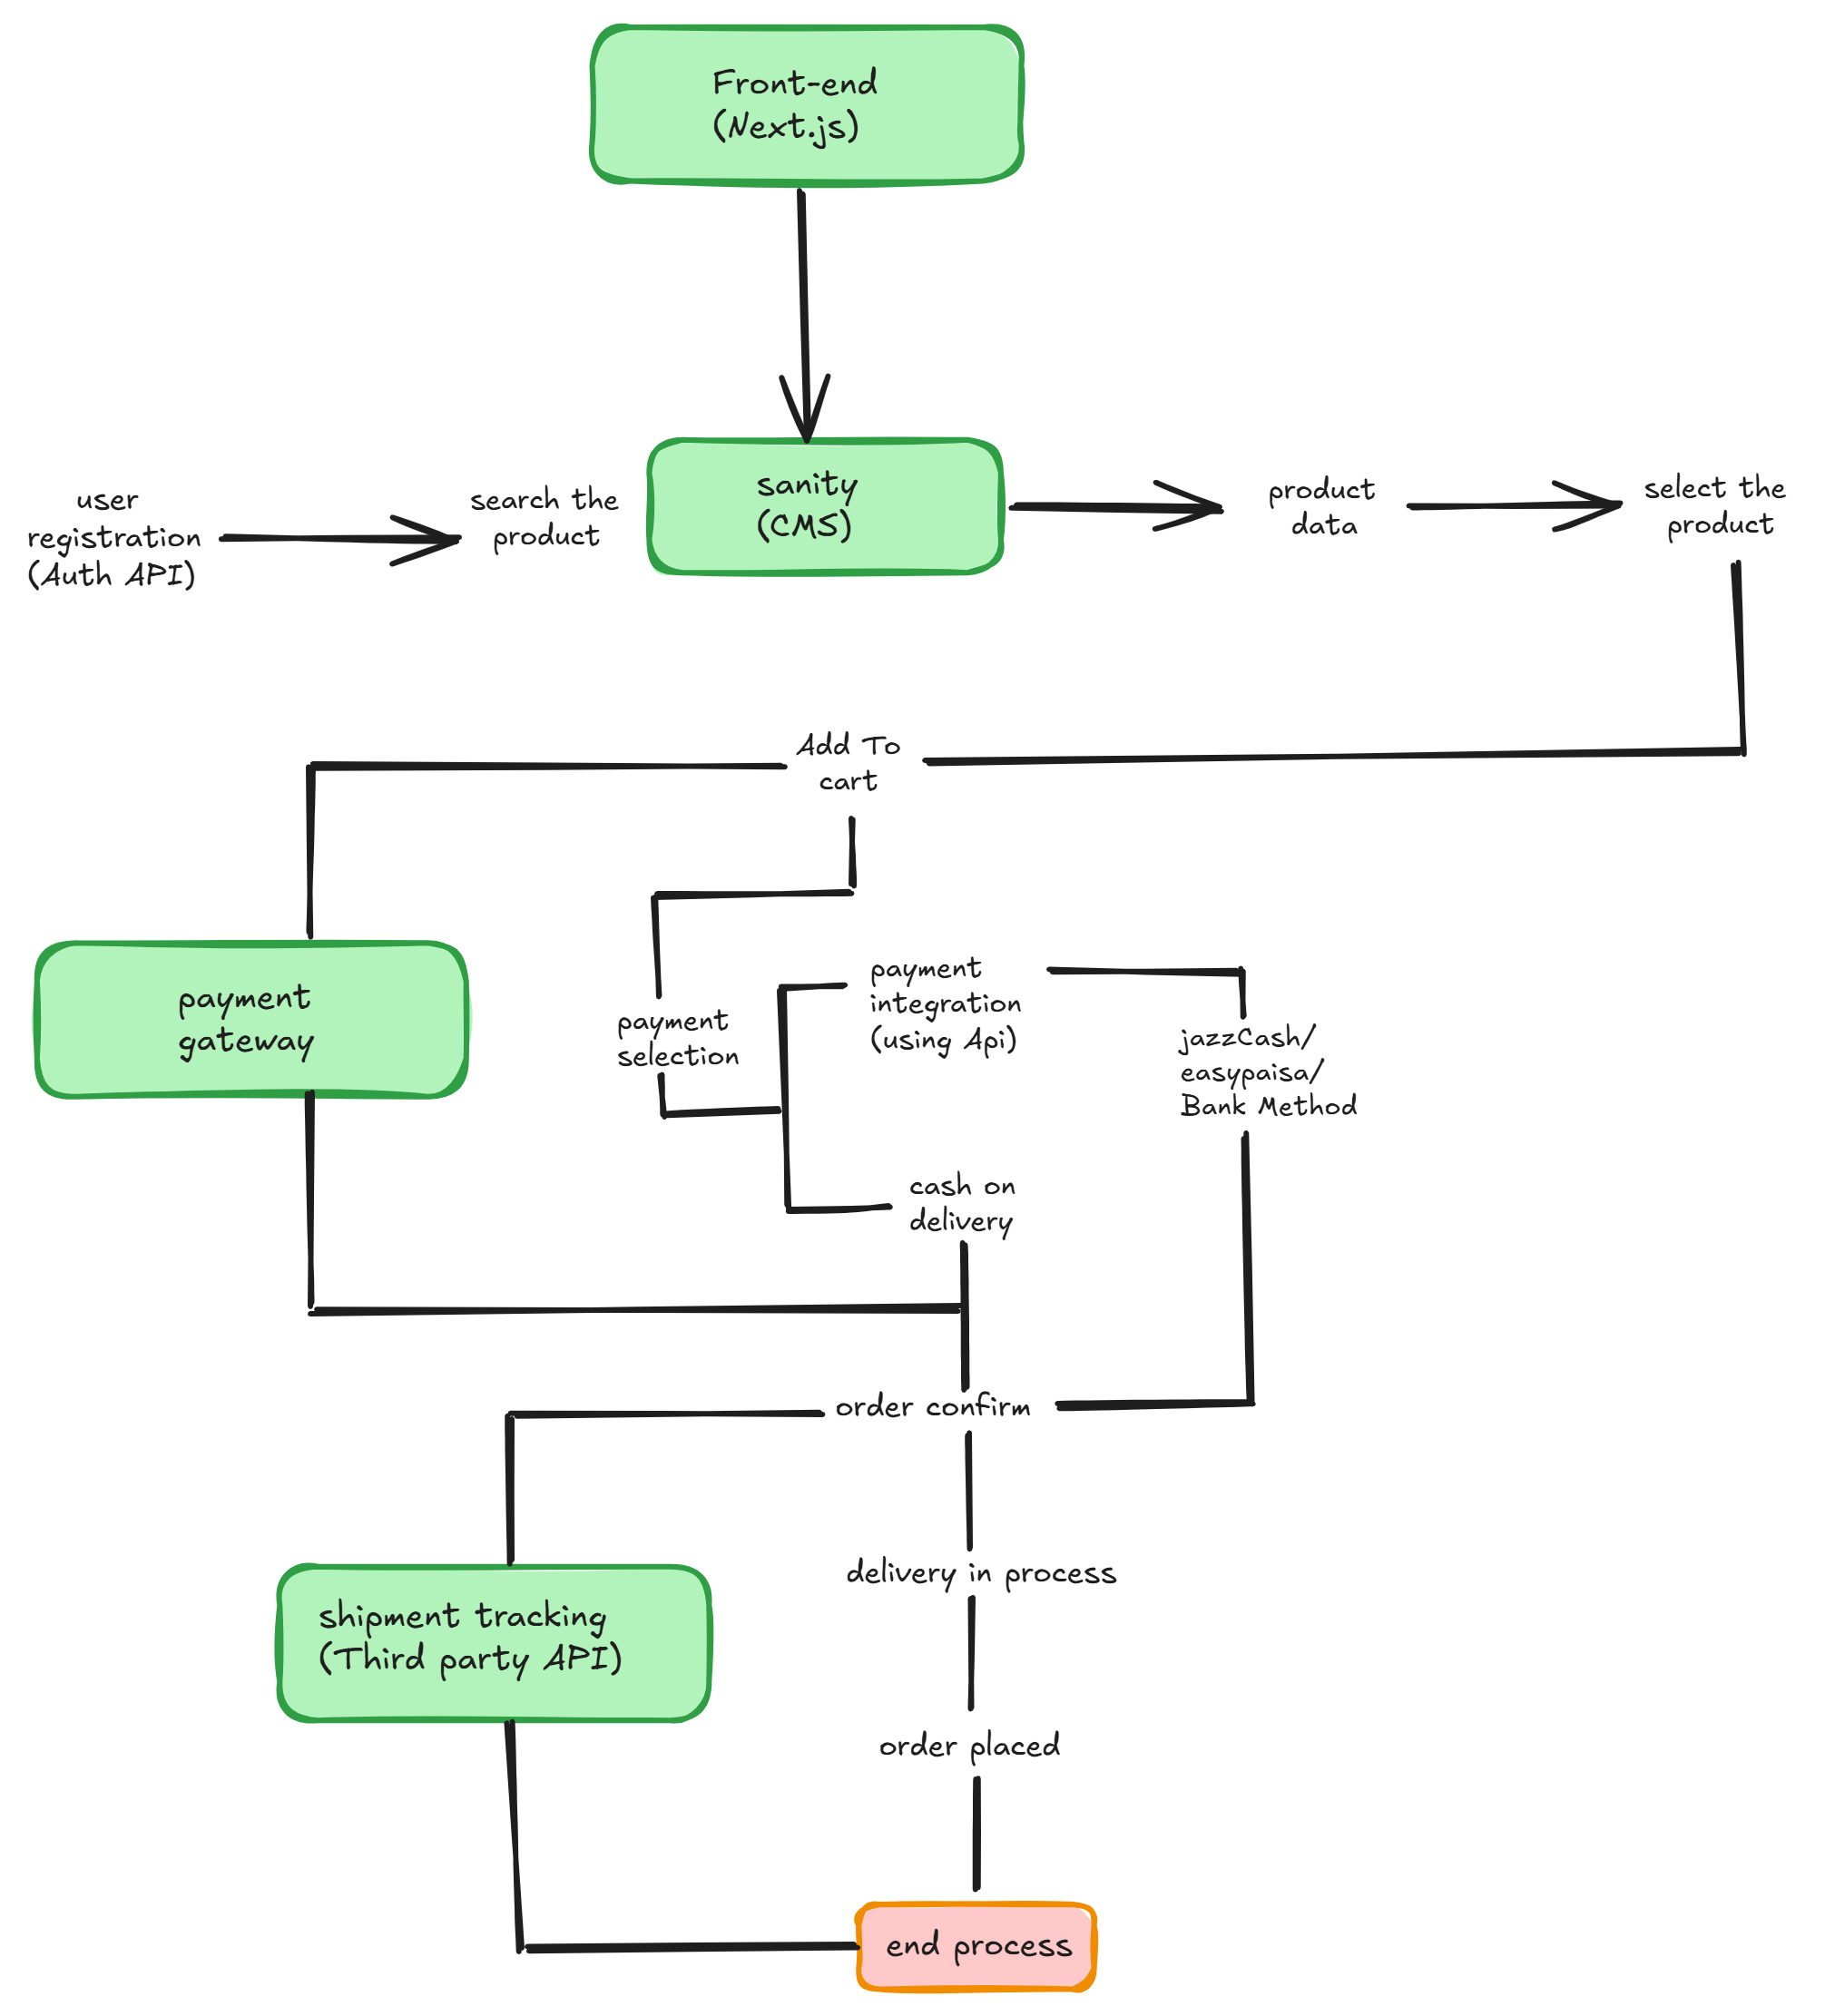 Front-end
(Next.js)
user
registration
(Auth API)
search the
product
sanity
(CMS)
product
data
select the
product
Add To
cart
payment
gateway
payment
selection
payment
integration
(using Api)
jazzCash/
easypaisa/
Bank Method
cash on
delivery
order confirm
delivery in process
shipment tracking
(Third party API)
order placed
end process